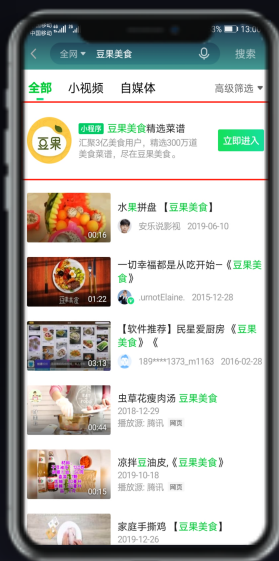 中国移动
3% 13:00
全网 豆果美食 搜索
全部 小视频 自媒体 高级筛选
豆果
小程序 豆果美食精选菜谱
汇聚3亿美食用户,精选300万道
美食菜谱,尽在豆果美食。
立即进入
00:16
水果拼盘 【豆果美食】
安乐说影视 2019-06-10
01:22
一切幸福都是从吃开始—《豆果美
食》
.umotElaine. 2015-12-28
03:13
【软件推荐】民星爱厨房 《豆果
美食》《
189****1373_m1163 2016-02-28
00:44
虫草花瘦肉汤 豆果美食
2018-12-29
播放源: 腾讯 网页
00:15
凉拌豆油皮,《豆果美食》
2019-10-18
播放源: 腾讯 网页
家庭手撕鸡 【豆果美食】
2019-12-26